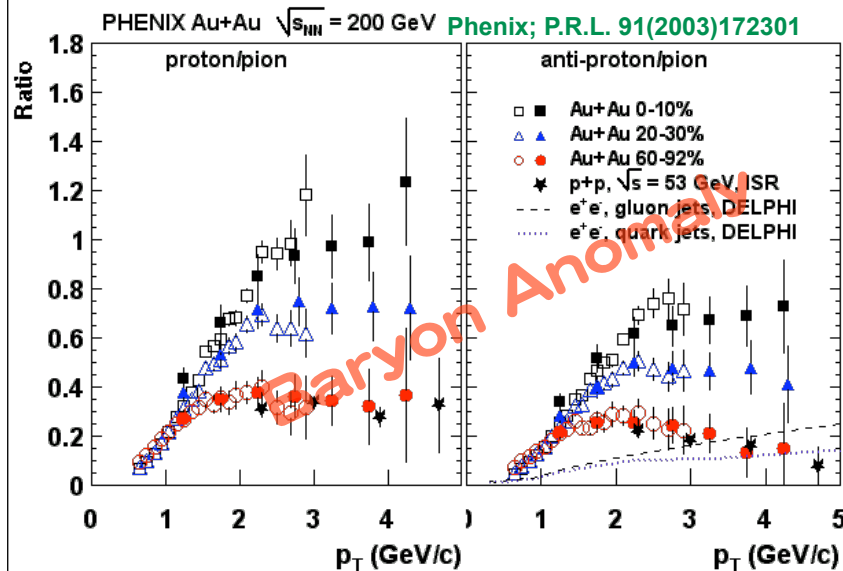 PHENIX Au+Au √sNN = 200 GeV Phenix; P.R.L. 91(2003)172301
proton/pion
anti-proton/pion
Ratio
1.8
1.6
1.4
1.2
1
0.8
0.6
0.4
0.2
0
Au+Au 0-10%
Au+Au 20-30%
Au+Au 60-92%
p+p, √s = 53 GeV, ISR
e+e-, gluon jets, DELPHI
e+e-, quark jets, DELPHI
Baryon Anomaly
0 1 2 3 4 0 1 2 3 4 5
pT (GeV/c) pT (GeV/c)